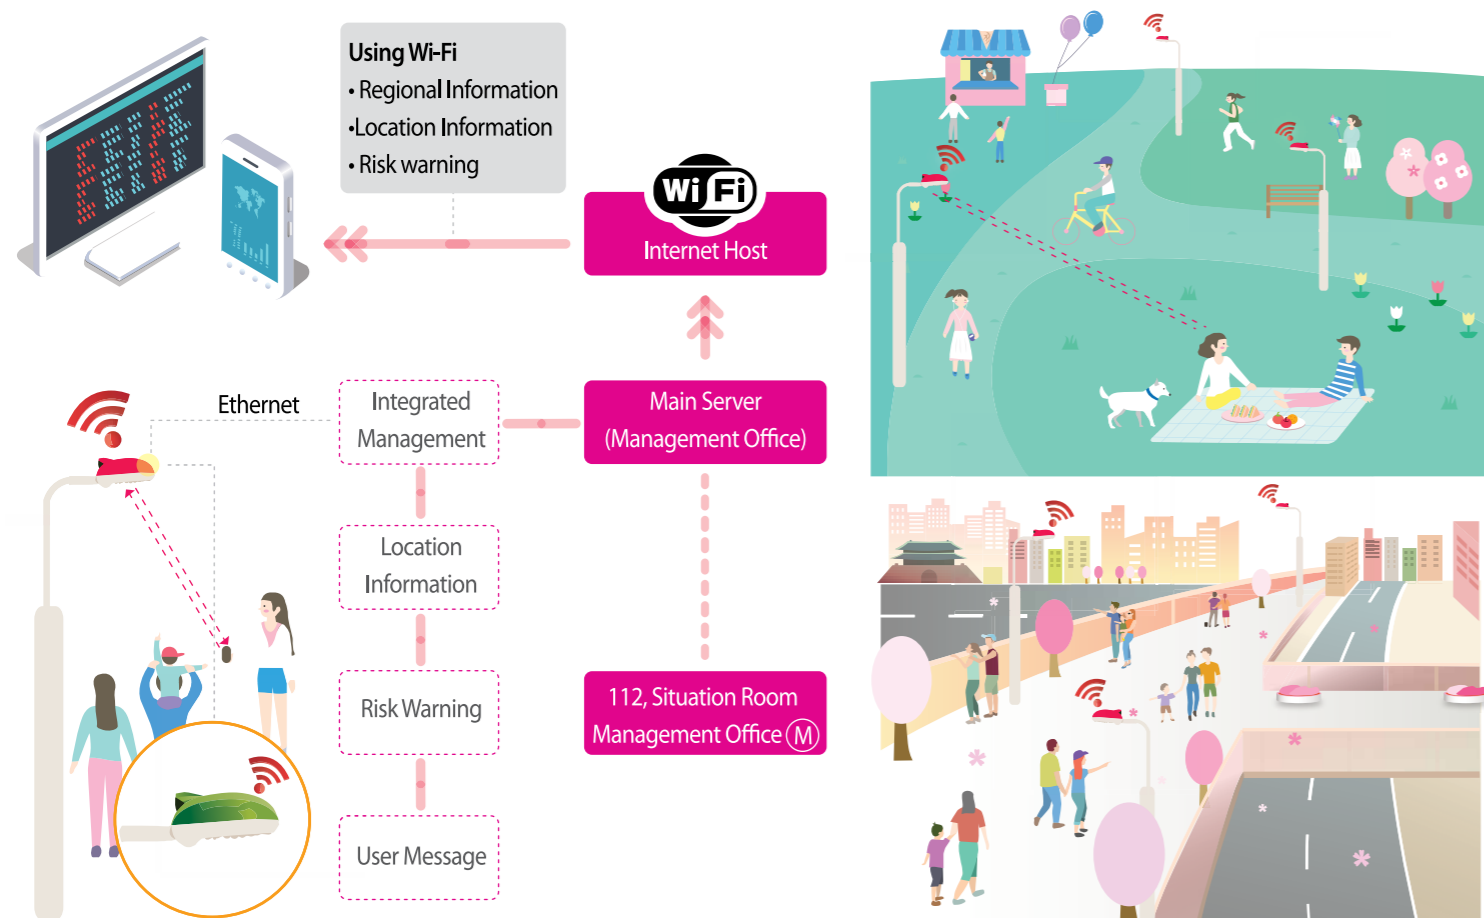 Using Wi-Fi
• Regional Information
•Location Information
• Risk warning
Wi Fi
Internet Host
Ethernet
Integrated
Management
Main Server
(Management Office)
Location
Information
Risk Warning
112, Situation Room
Management Office Ⓜ
User Message